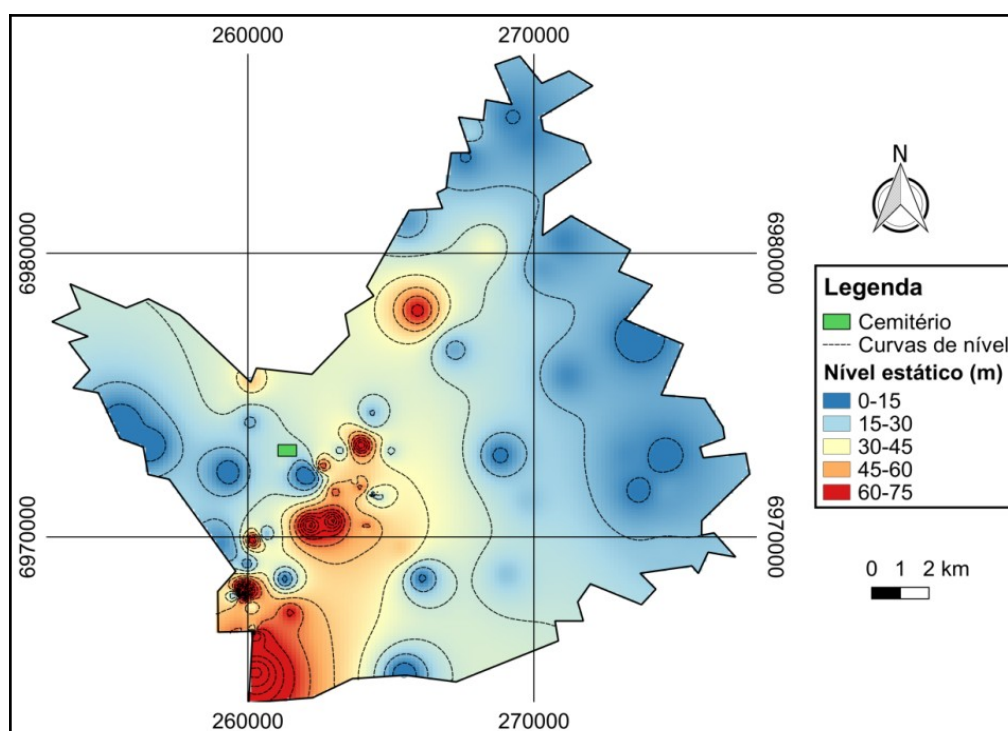 260000
270000
6980000
6980000
N
Legenda
Cemitério
Curvas de nível
Nível estático (m)
0-15
15-30
30-45
45-60
60-75
6970000
6970000
0 1 2 km
260000
270000